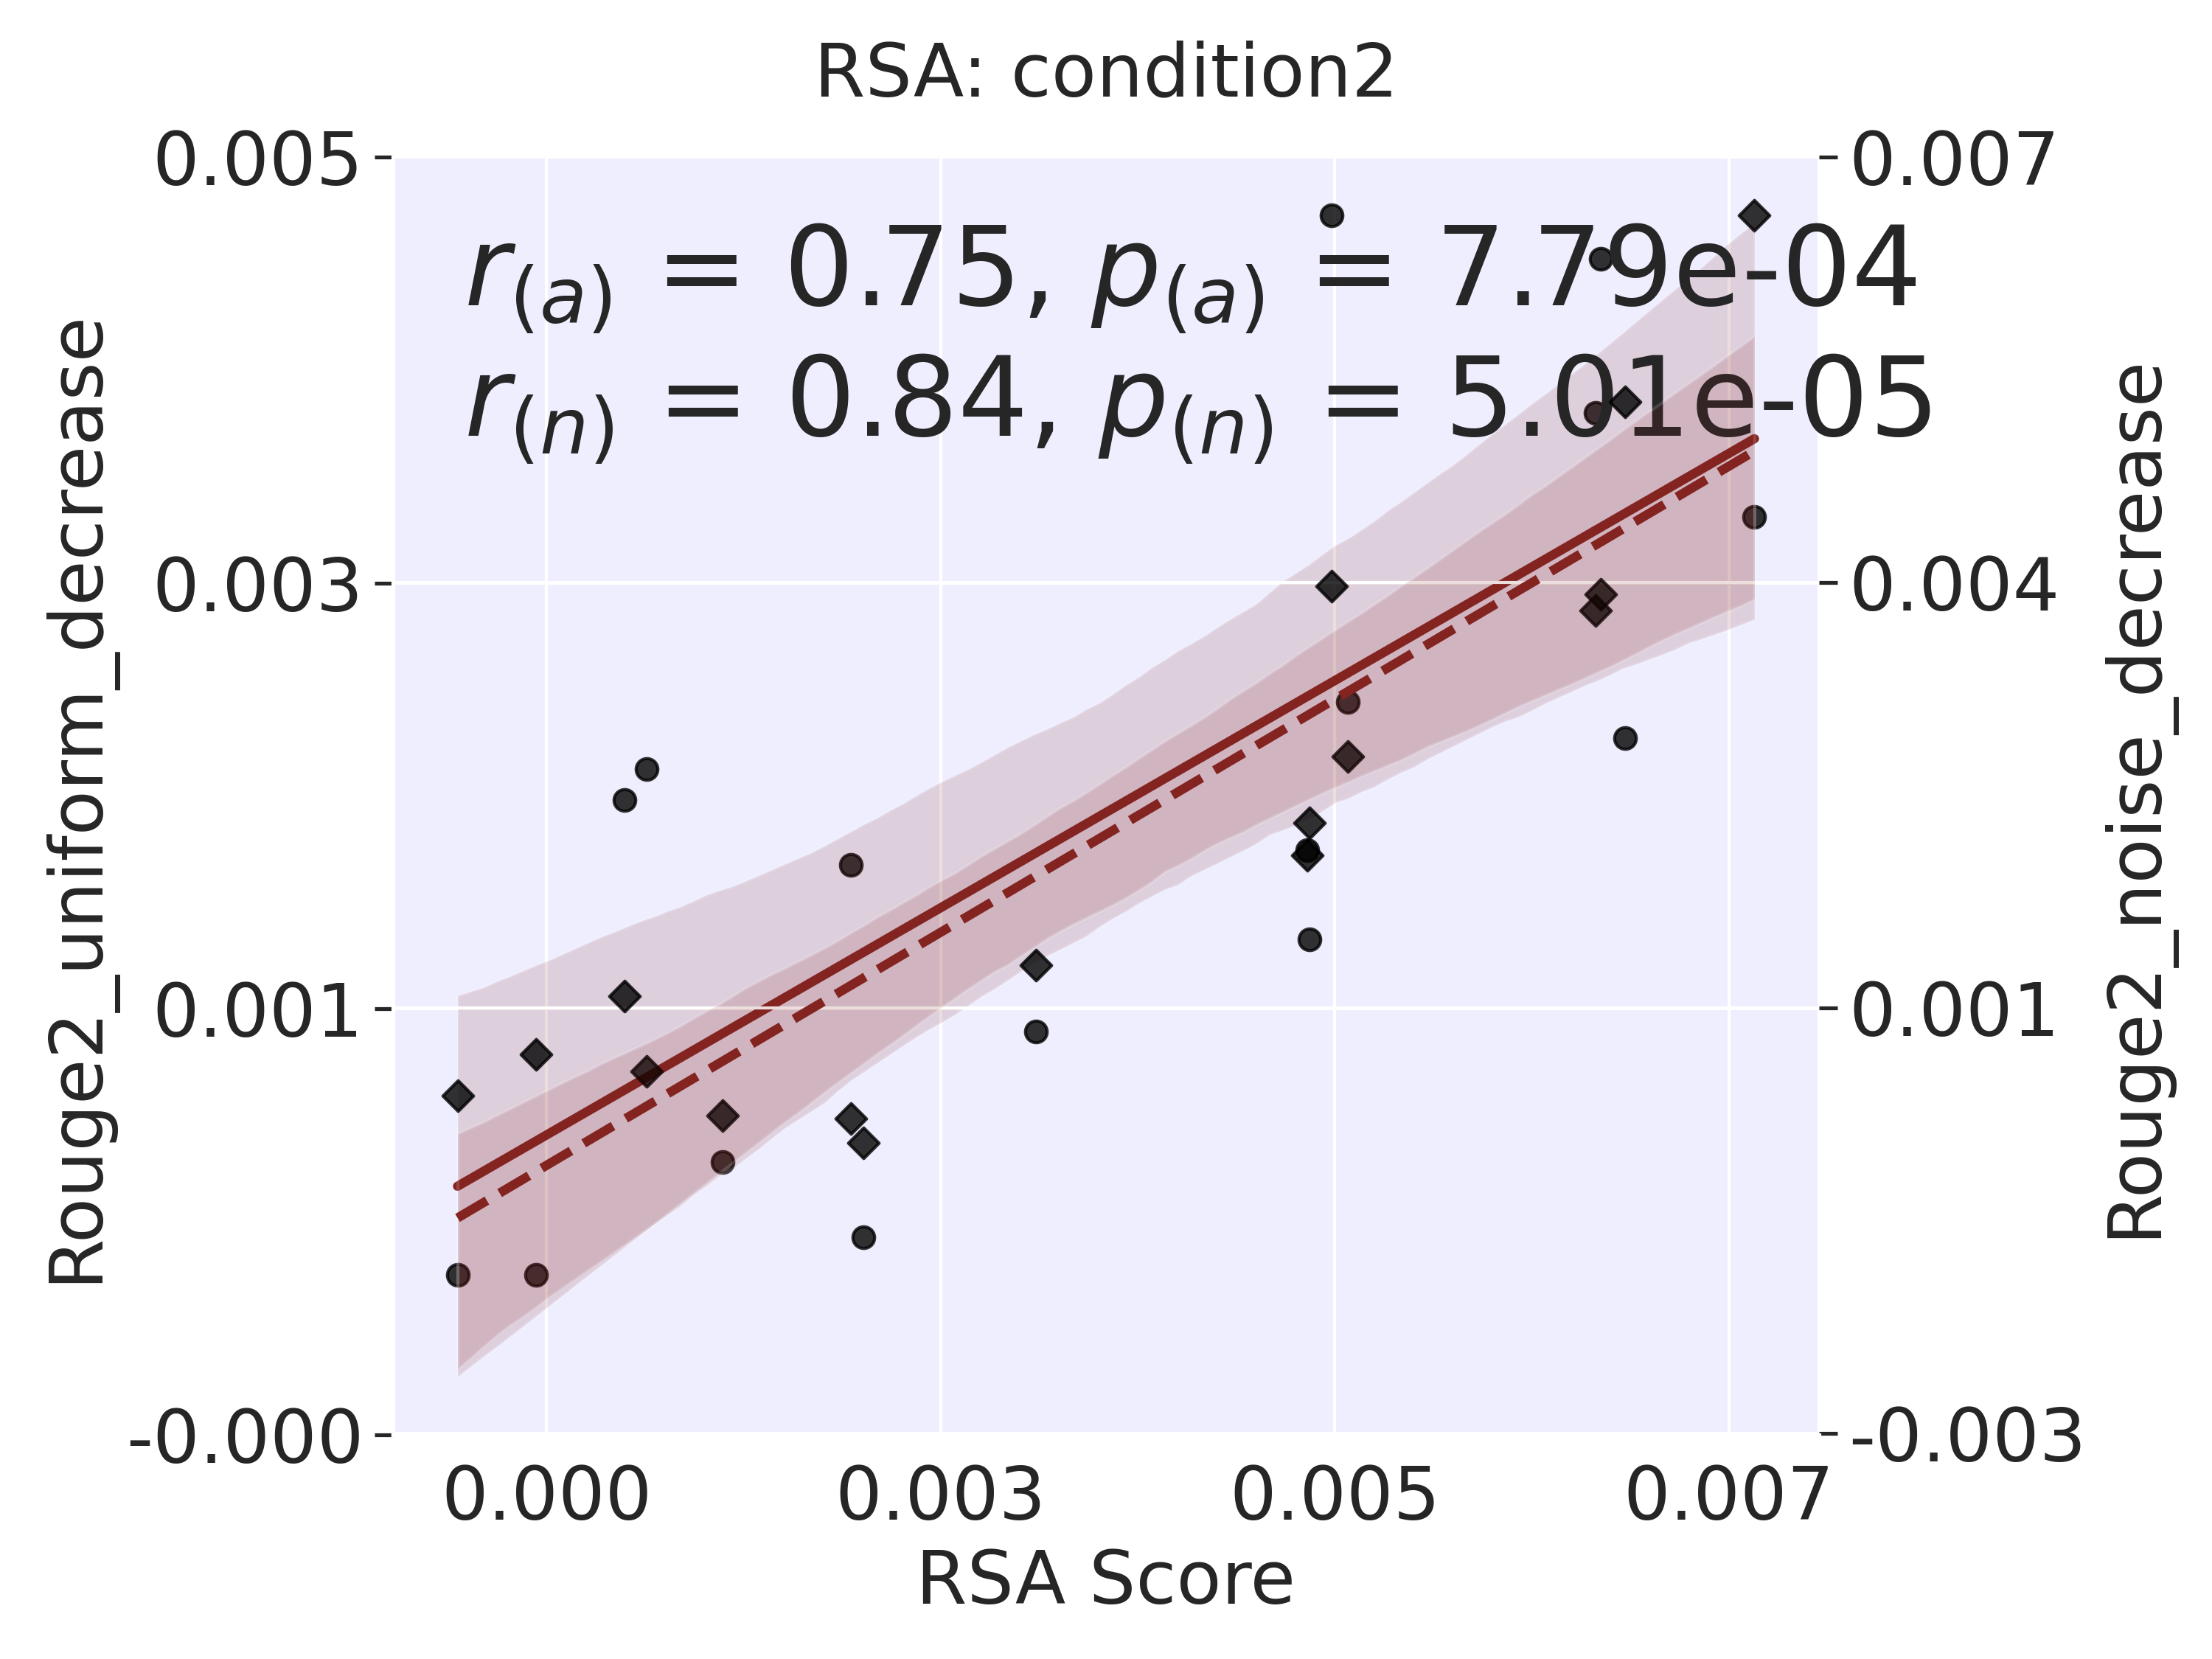 RSA: condition2
0.005
0.003
0.001
-0.000
Rouge2_uniform_decrease
r(a) = 0.75, p(a) = 7.79e-04
r(n) = 0.84, p(n) = 5.01e-05
0.007
0.004
0.001
-0.003
Rouge2_noise_decrease
0.000 0.003 0.005 0.007
RSA Score